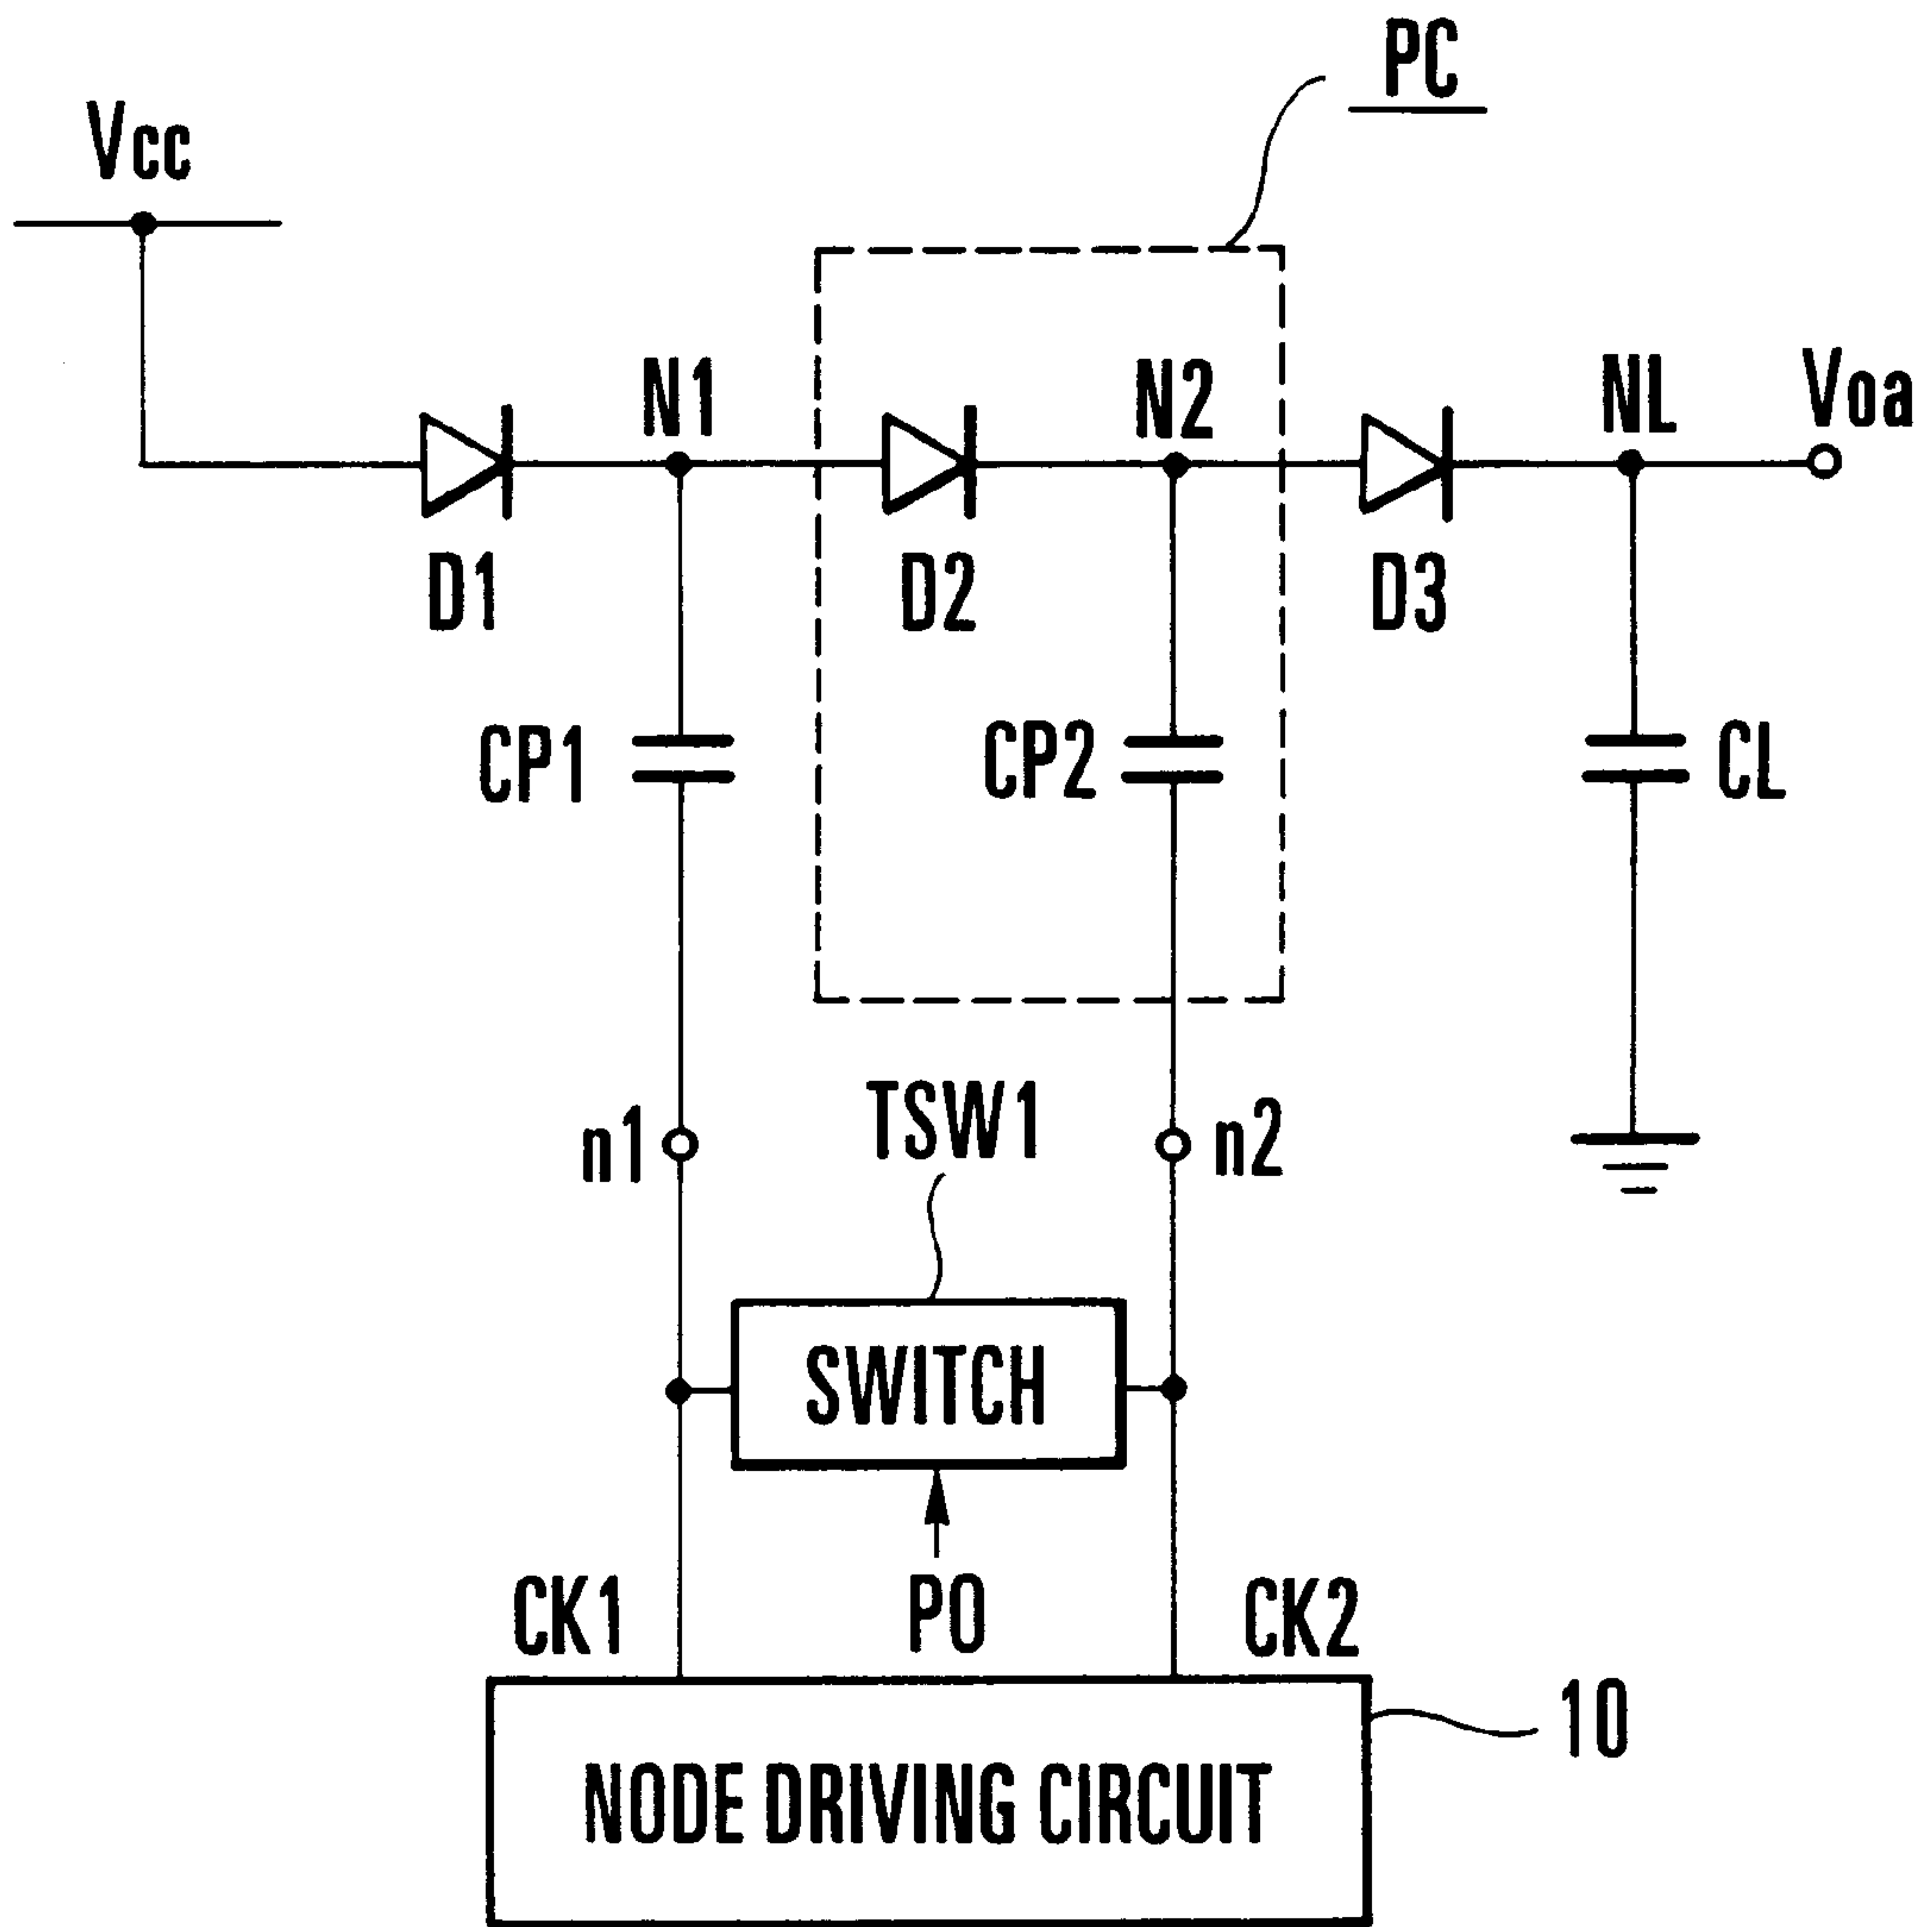 PC
Vcc
N1
N2
NL
Voa
D1
D2
D3
CP1
CP2
CL
TSW1
n1
n2
SWITCH
CK1
PO
CK2
10
NODE DRIVING CIRCUIT